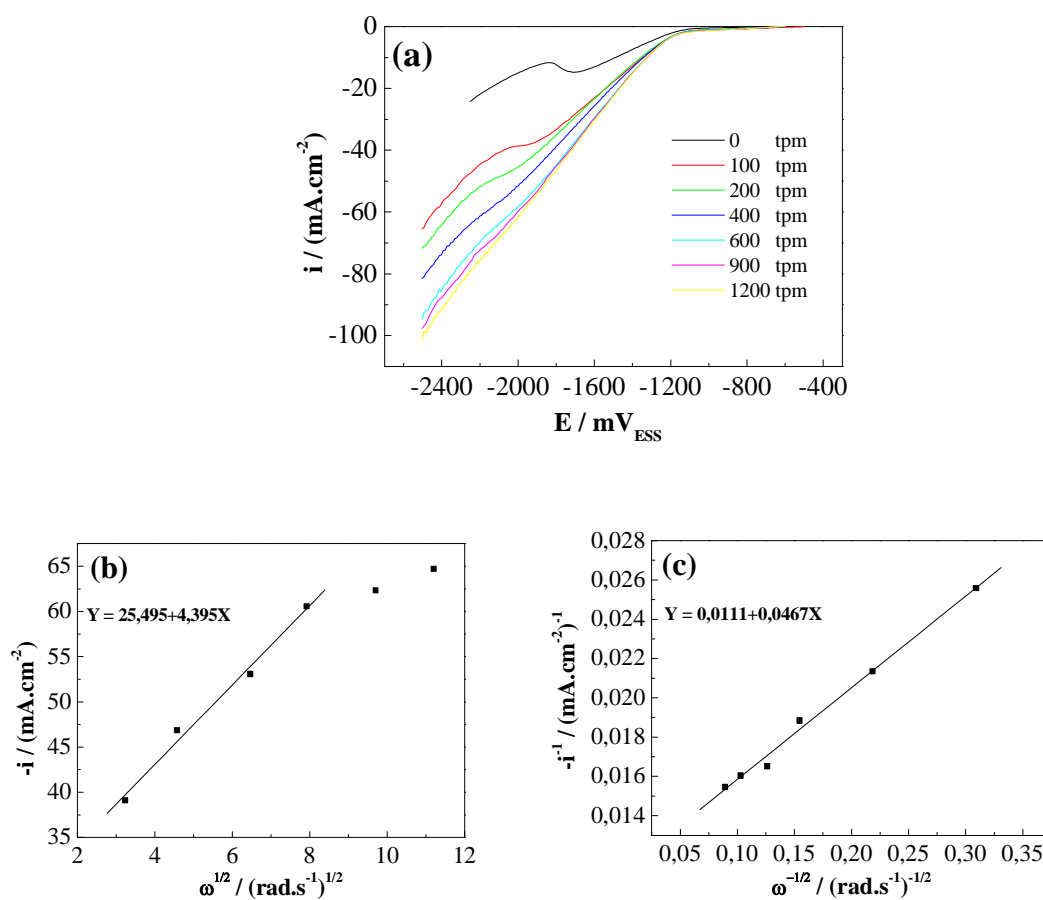 (a)
0
-20
-40
-60
-80
-100
i / (mA.cm-2)
0 tpm
100 tpm
200 tpm
400 tpm
600 tpm
900 tpm
1200 tpm
-2400 -2000 -1600 -1200 -800 -400
E / mVESS
(b)
65
60
55
50
45
40
35
-i / (mA.cm-2)
Y = 25,495+4,395X
2 4 6 8 10 12
ω1/2 / (rad.s-1)1/2
(c)
0,028
0,026
0,024
0,022
0,020
0,018
0,016
0,014
-i-1 / (mA.cm-2)-1
Y = 0,0111+0,0467X
0,05 0,10 0,15 0,20 0,25 0,30 0,35
ω-1/2 / (rad.s-1)-1/2